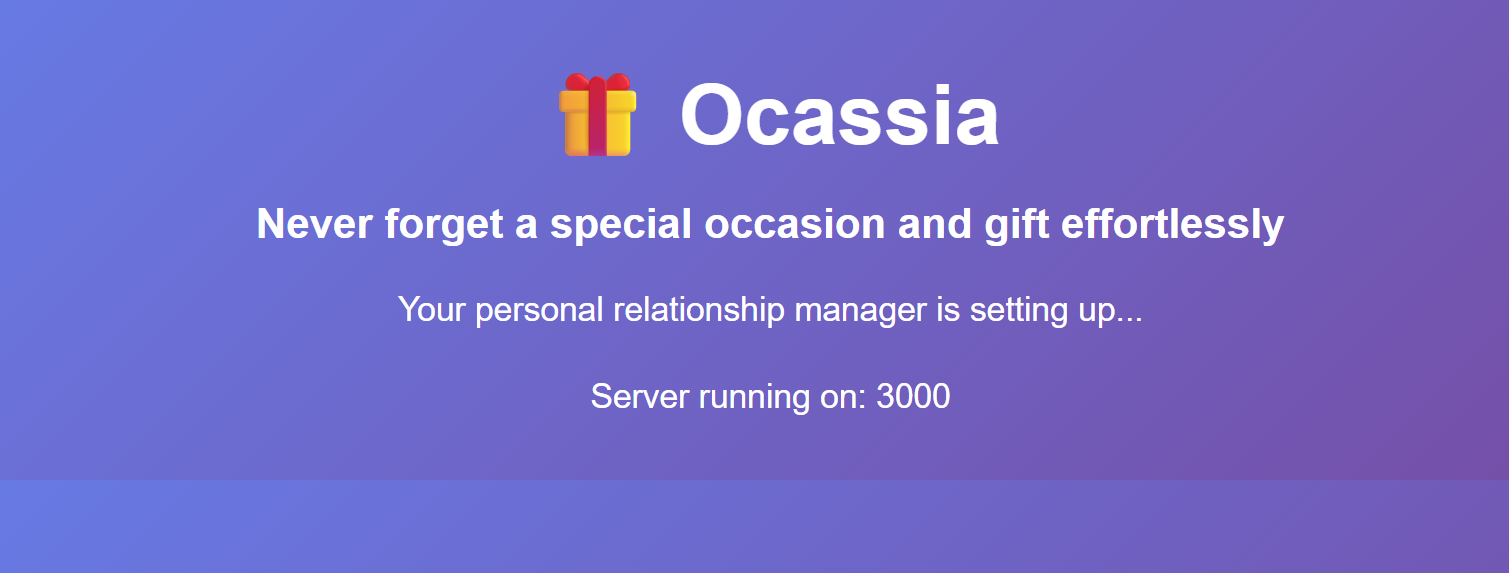 Ocassia
Never forget a special occasion and gift effortlessly
Your personal relationship manager is setting up...
Server running on: 3000